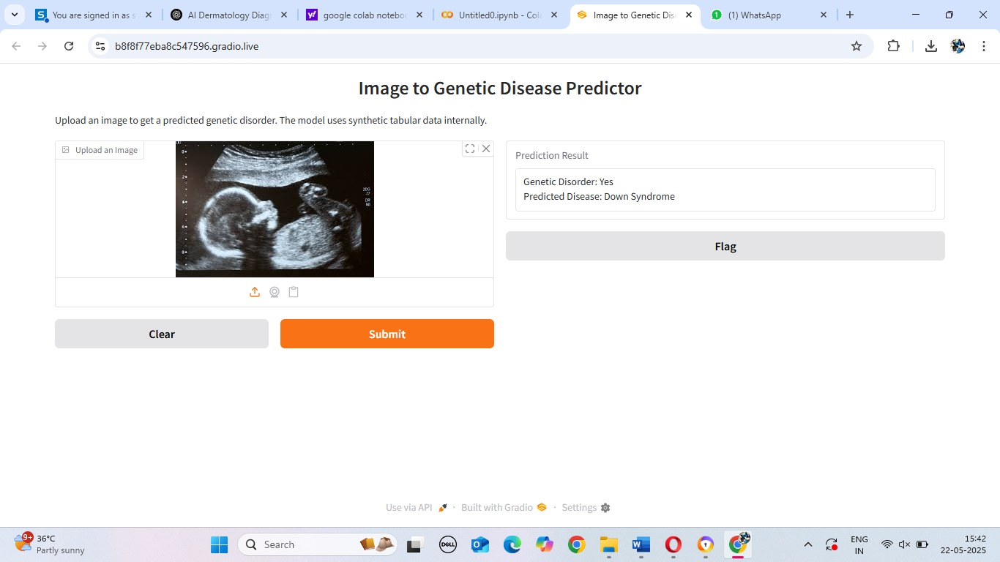 You are signed in as s
AI Dermatology Diag
google colab notebo
Untitled0.ipynb - Col
Image to Genetic Dis
(1) WhatsApp
b8f8f77eba8c547596.gradio.live
Image to Genetic Disease Predictor
Upload an image to get a predicted genetic disorder. The model uses synthetic tabular data internally.
Upload an Image
Prediction Result
Genetic Disorder: Yes
Predicted Disease: Down Syndrome
Flag
Clear
Submit
Use via API · Built with Gradio · Settings
9+
36°C
Partly sunny
Search
DELL
ENG
IN
15:42
22-05-2025